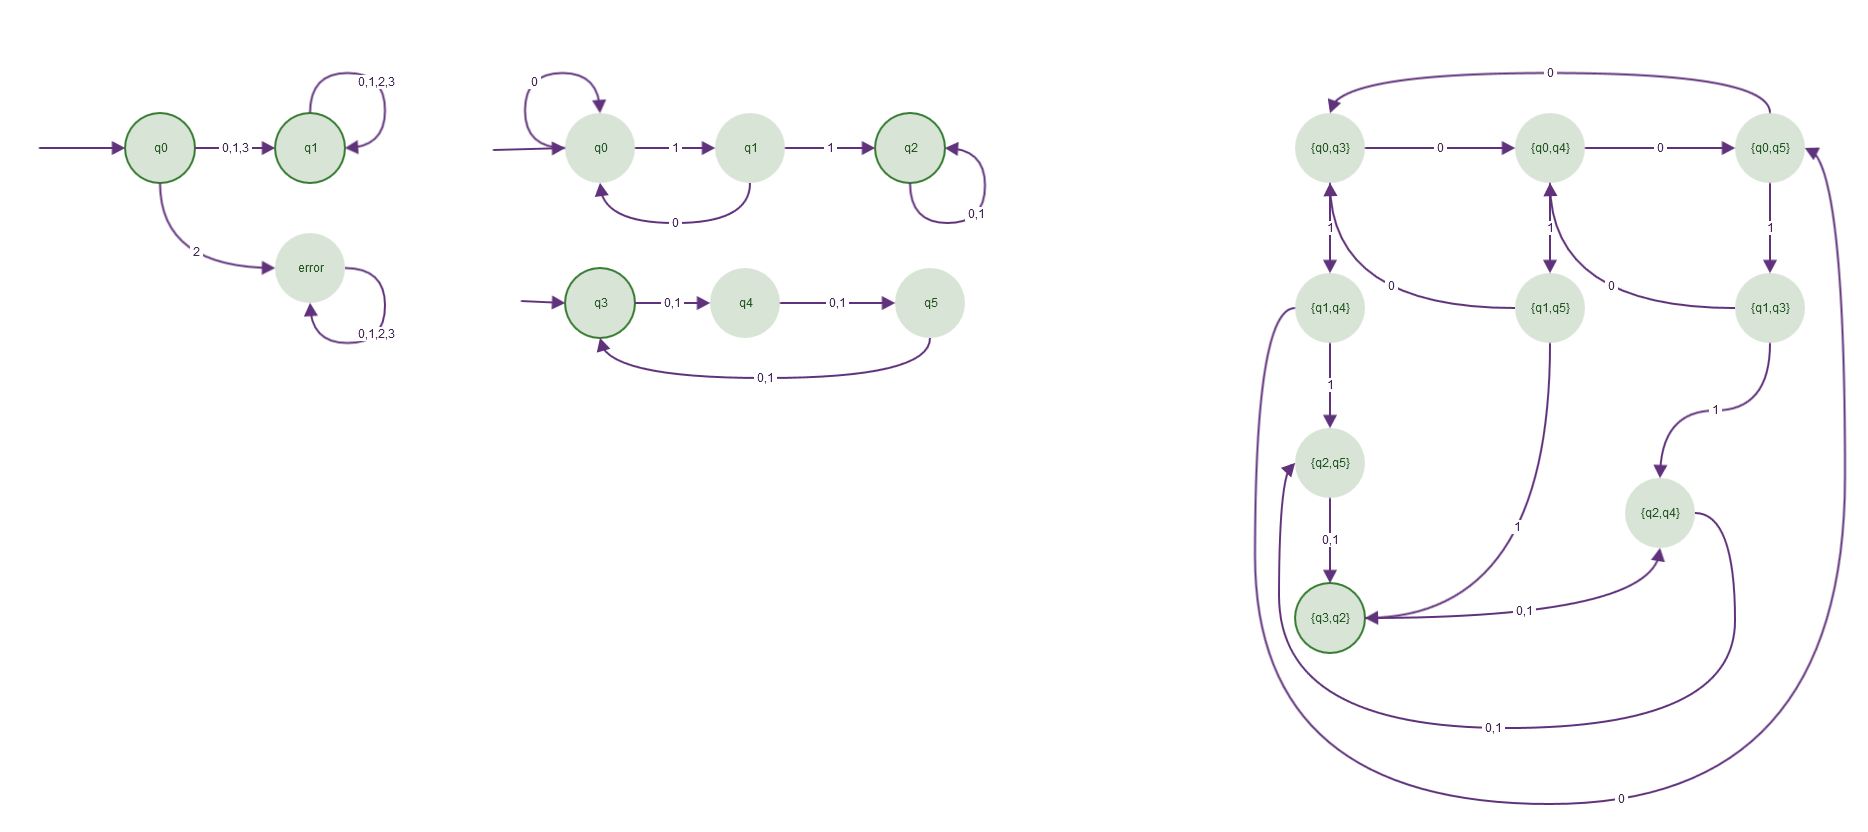 0,1,2,3
q0
0,1,3
q1
2
error
0,1,2,3
0
q0
1
q1
1
q2
0
0,1
q3
0,1
q4
0,1
q5
0,1
0
{q0,q3}
0
{q0,q4}
0
{q0,q5}
1
1
1
{q1,q4}
0
{q1,q5}
0
{q1,q3}
1
1
{q2,q5}
{q2,q4}
1
0,1
{q3,q2}
0,1
0,1
0